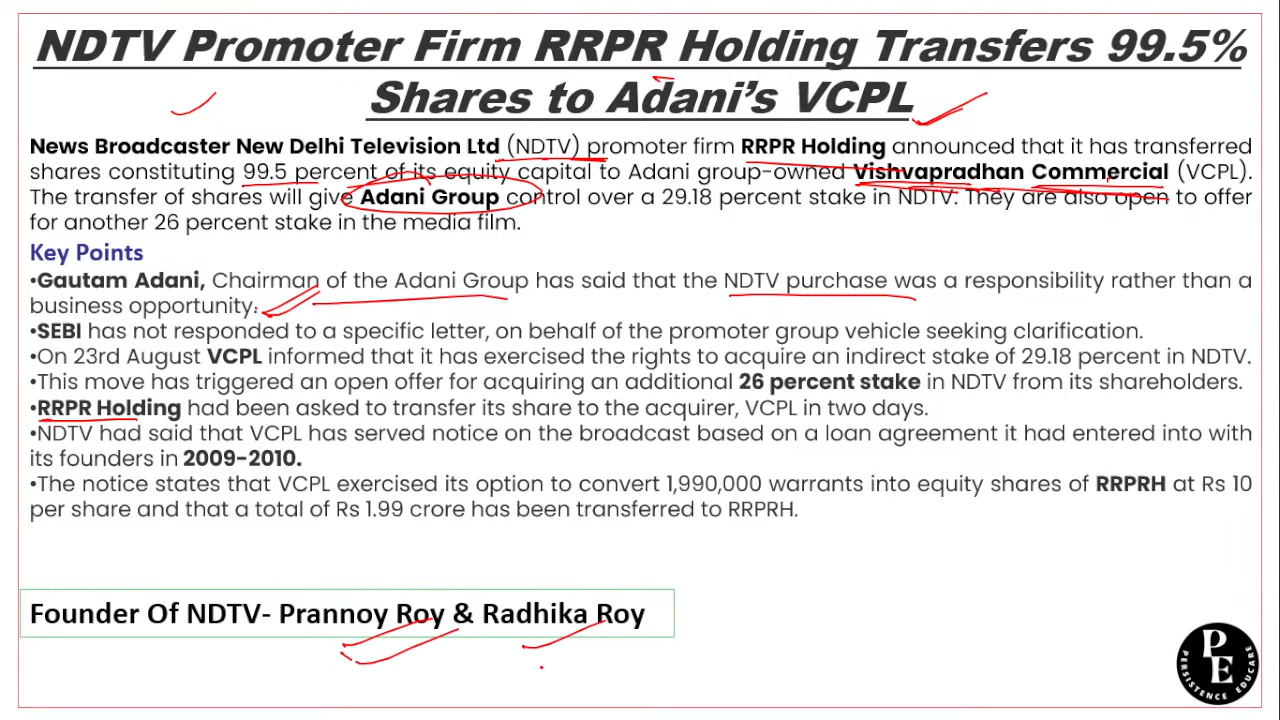 NDTV Promoter Firm RRPR Holding Transfers 99.5%
Shares to Adani's VCPL
News Broadcaster New Delhi Television Ltd (NDTV) promoter firm RRPR Holding announced that it has transferred
shares constituting 99.5 percent of its equity capital to Adani group-owned Vishvapradhan Commercial (VCPL).
The transfer of shares will give Adani Group control over a 29.18 percent stake in NDTV. They are also open to offer
for another 26 percent stake in the media film.
Key Points
•Gautam Adani, Chairman of the Adani Group has said that the NDTV purchase was a responsibility rather than a
business opportunity.
•SEBI has not responded to a specific letter, on behalf of the promoter group vehicle seeking clarification.
•On 23rd August VCPL informed that it has exercised the rights to acquire an indirect stake of 29.18 percent in NDTV.
•This move has triggered an open offer for acquiring an additional 26 percent stake in NDTV from its shareholders.
•RRPR Holding had been asked to transfer its share to the acquirer, VCPL in two days.
•NDTV had said that VCPL has served notice on the broadcast based on a loan agreement it had entered into with
its founders in 2009-2010.
•The notice states that VCPL exercised its option to convert 1,990,000 warrants into equity shares of RRPRH at Rs 10
per share and that a total of Rs 1.99 crore has been transferred to RRPRH.
Founder Of NDTV- Prannoy Roy & Radhika Roy
PE
PERSISTENCE EDUCARE